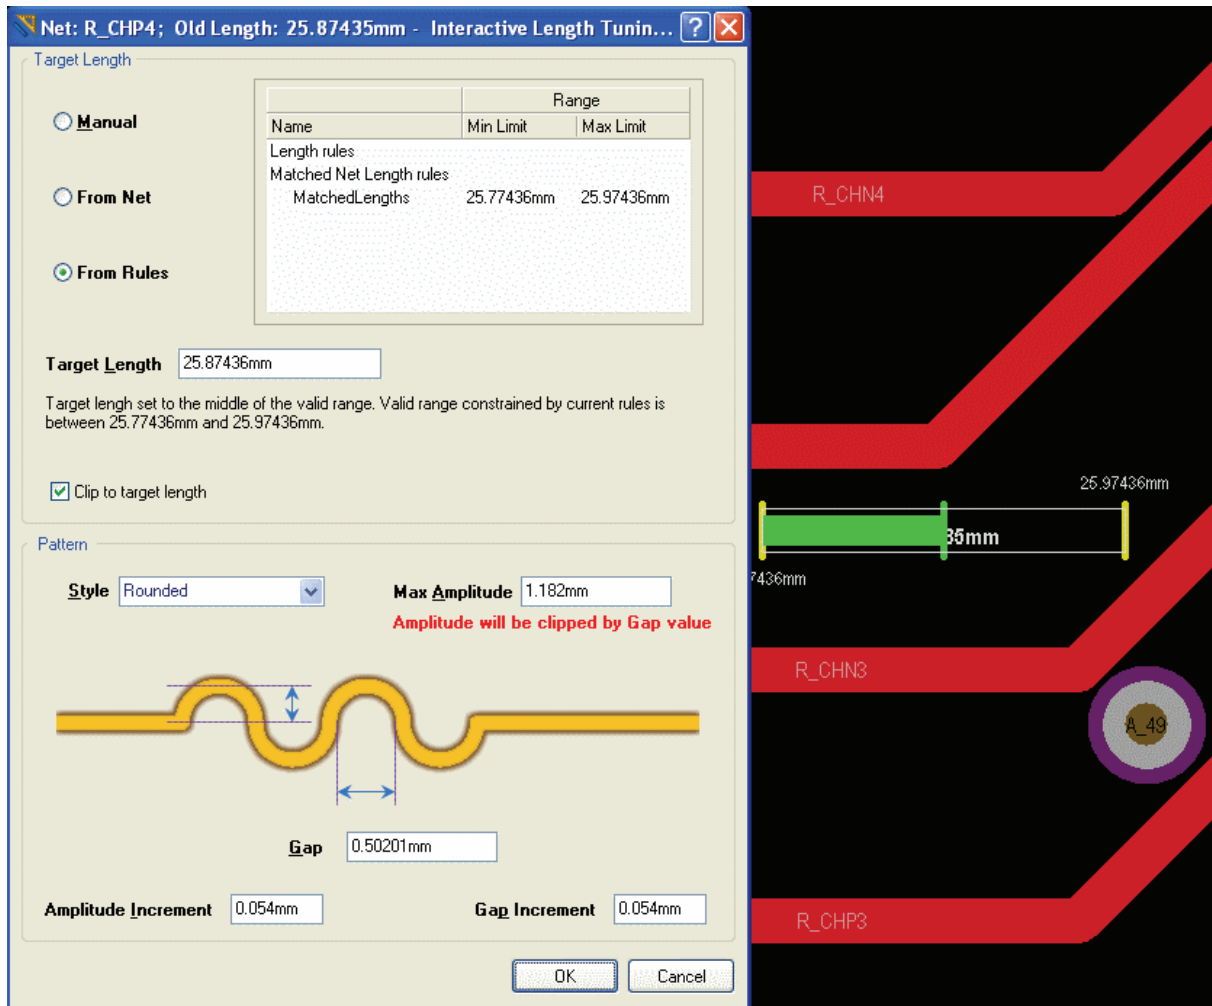 Net: R_CHP4; Old Length: 25.87435mm - Interactive Length Tunin...
Target Length
Manual
From Net
From Rules
Range
Name Min Limit Max Limit
Length rules
Matched Net Length rules
MatchedLengths 25.77436mm 25.97436mm
Target Length 25.87436mm
Target lengh set to the middle of the valid range. Valid range constrained by current rules is
between 25.77436mm and 25.97436mm.
Clip to target length
Pattern
Style Rounded
Max Amplitude 1.182mm
Amplitude will be clipped by Gap value
Gap 0.50201mm
Amplitude Increment 0.054mm
Gap Increment 0.054mm
OK Cancel
R_CHN4
25.97436mm
35mm
7436mm
R_CHN3
A_49
R_CHP3